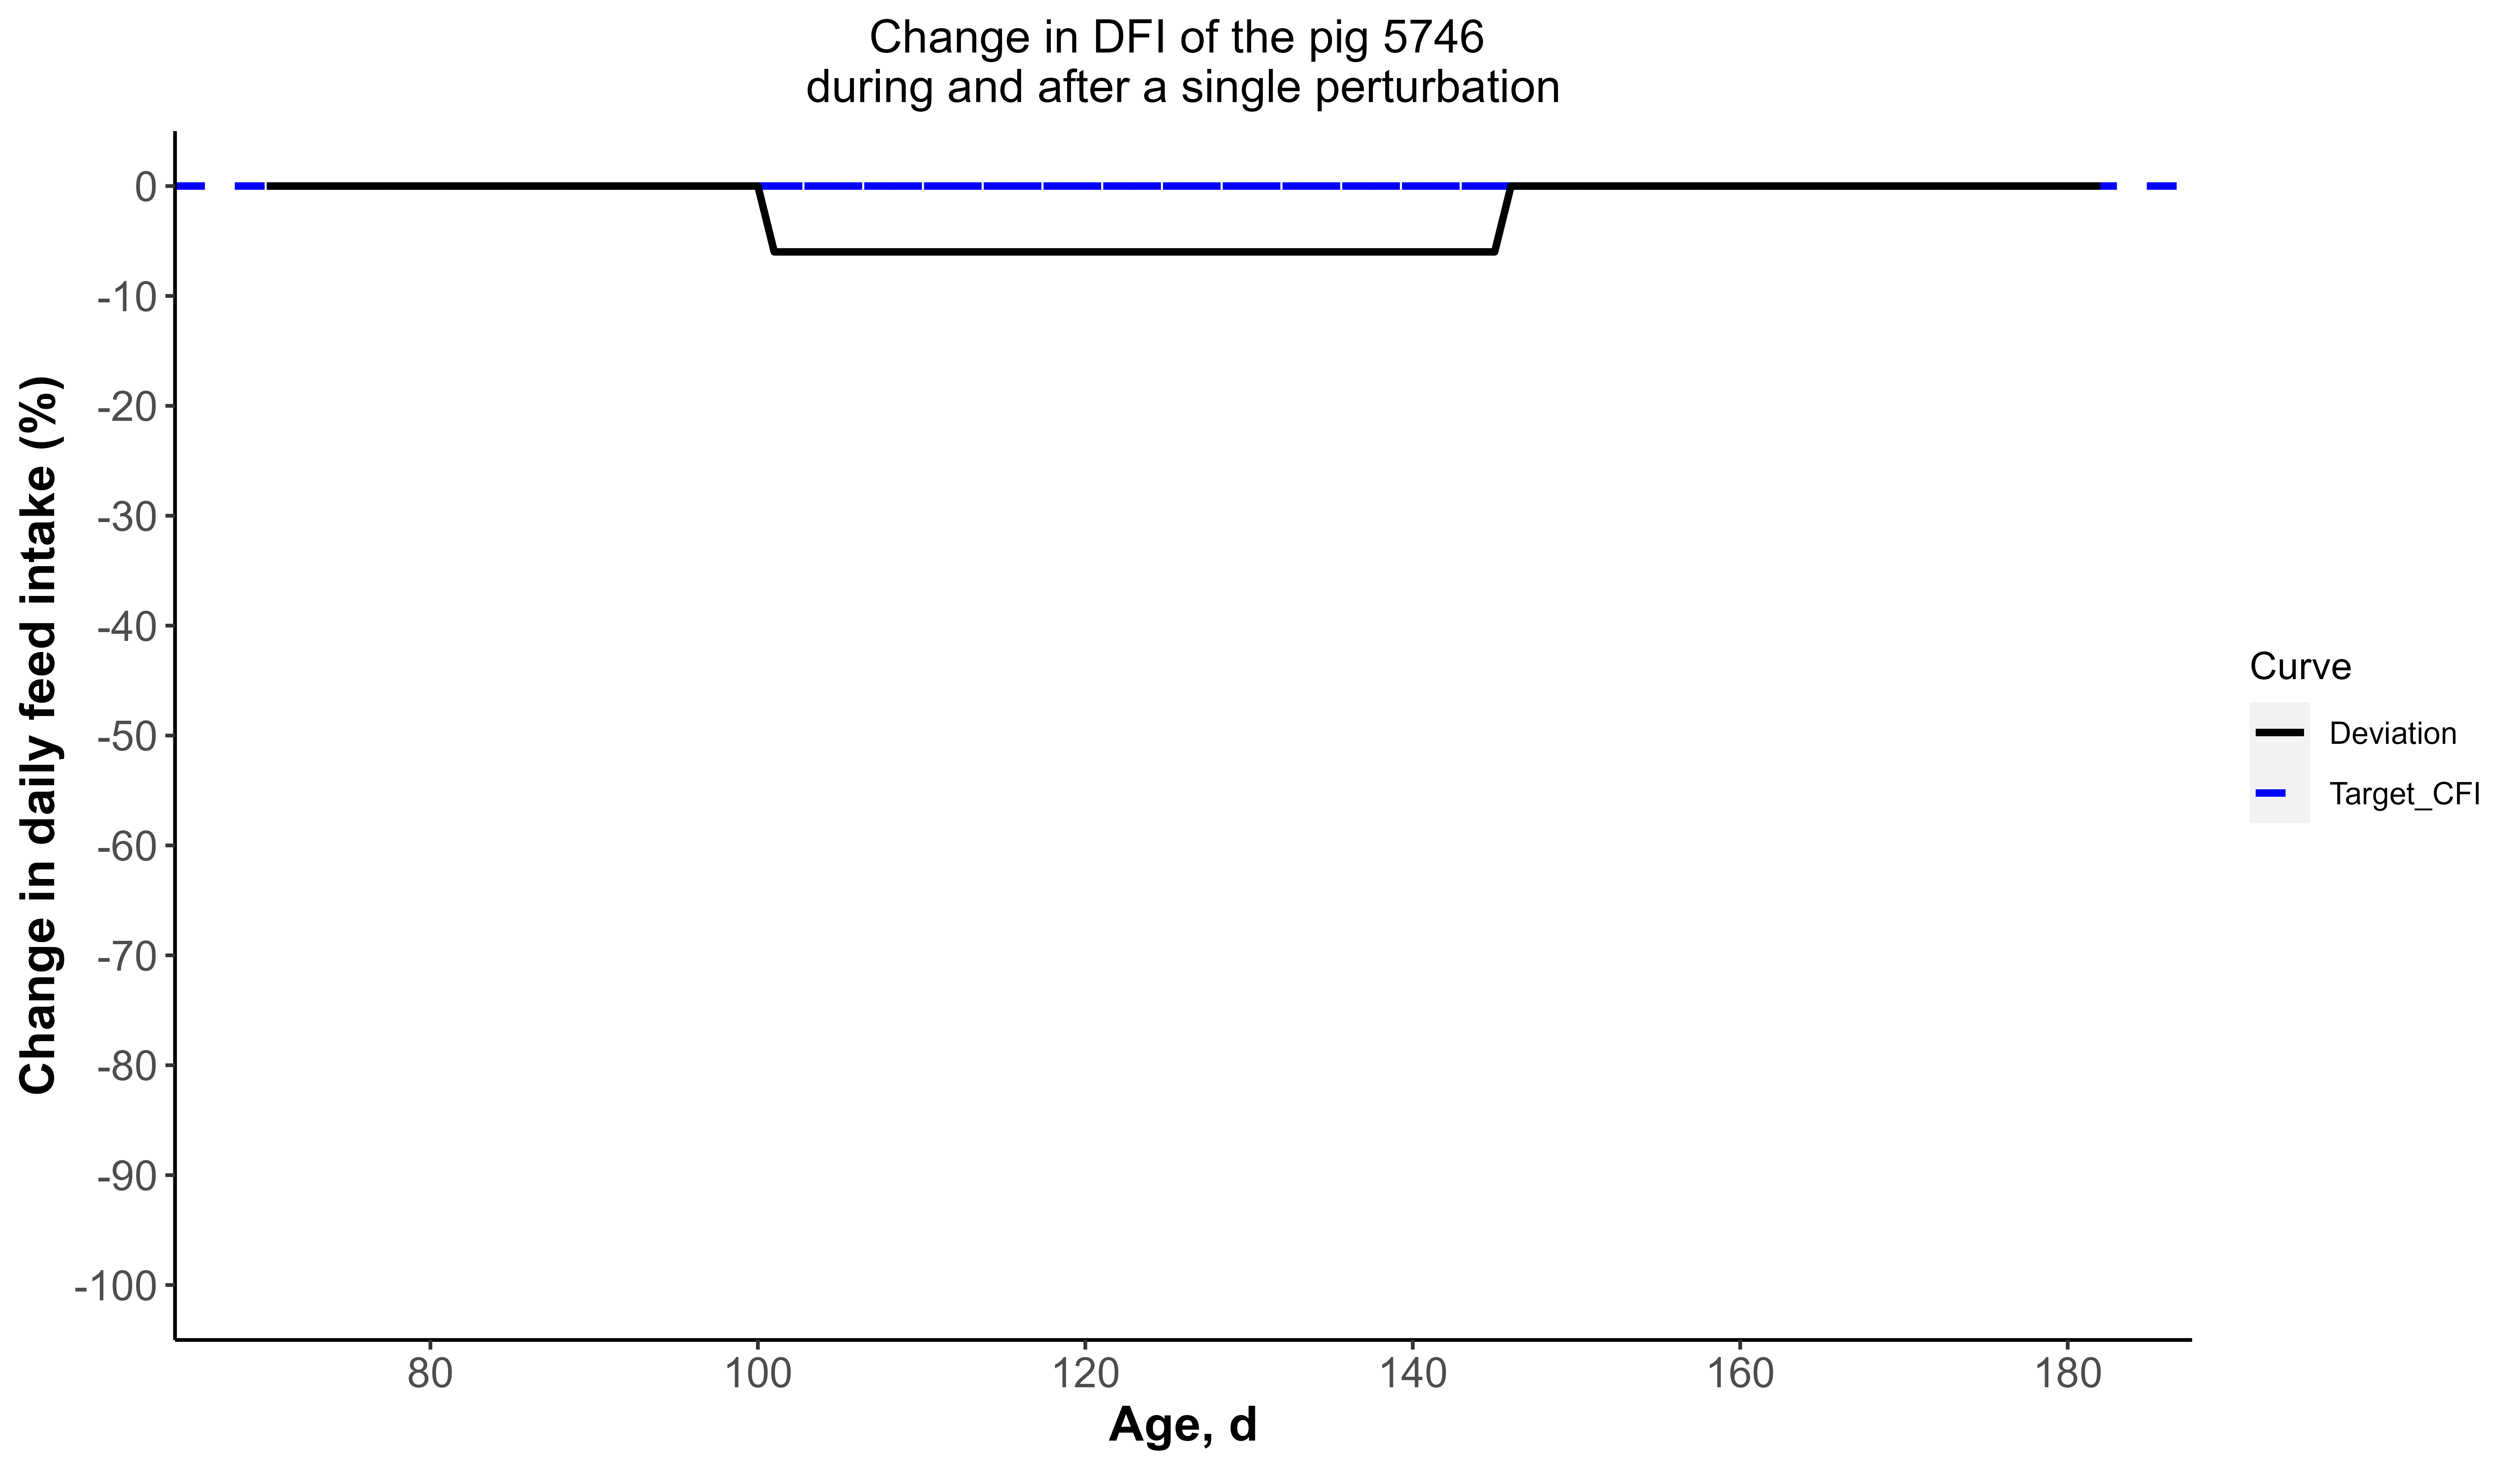 Change in DFI of the pig 5746
during and after a single perturbation
Change in daily feed intake (%)
0
-10
-20
-30
-40
-50
-60
-70
-80
-90
-100
80
100
120
140
160
180
Age, d
Curve
Deviation
Target_CFI